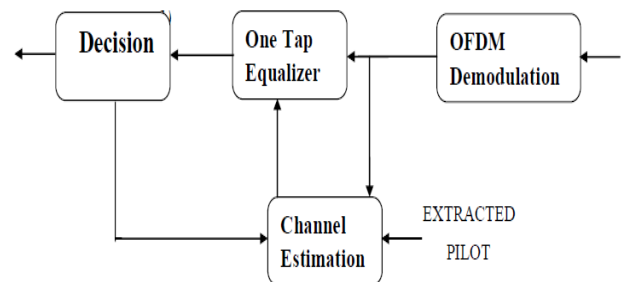 Decision
One Tap
Equalizer
OFDM
Demodulation
Channel
Estimation
EXTRACTED
PILOT